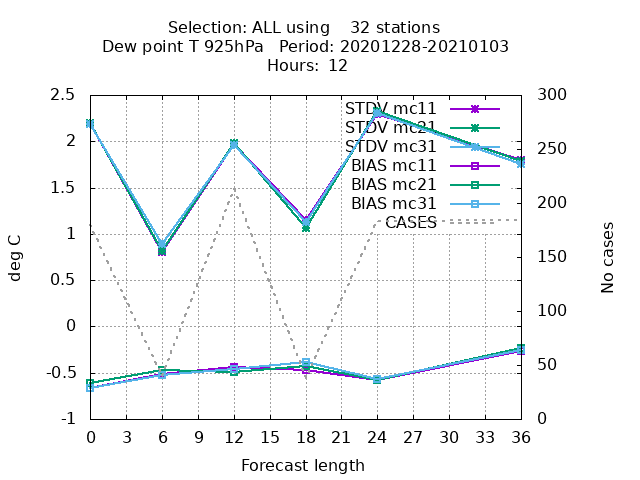 Selection: ALL using    32 stations
Dew point T 925hPa   Period: 20201228-20210103
Hours:  12
2.5
2
1.5
1
0.5
0
-0.5
-1
deg C
300
250
200
150
100
50
0
No cases
STDV mc11
STDV mc21
STDV mc31
BIAS mc11
BIAS mc21
BIAS mc31
CASES
0 3 6 9 12 15 18 21 24 27 30 33 36
Forecast length